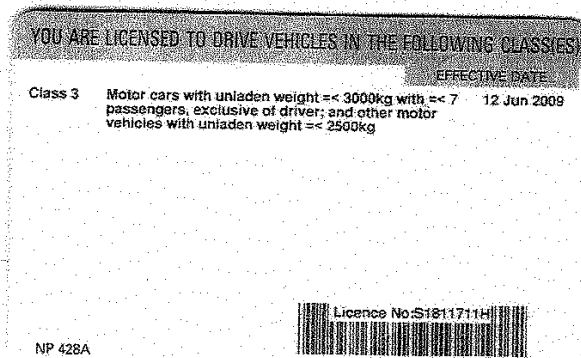 YOU ARE LICENSED TO DRIVE VEHICLES IN THE FOLLOWING CLASS(ES)
EFFECTIVE DATE
Class 3 Motor cars with unladen weight =< 3000kg with =< 7 12 Jun 2009
passengers, exclusive of driver; and other motor
vehicles with unladen weight =< 2500kg
Licence No:S1811711H
NP 428A